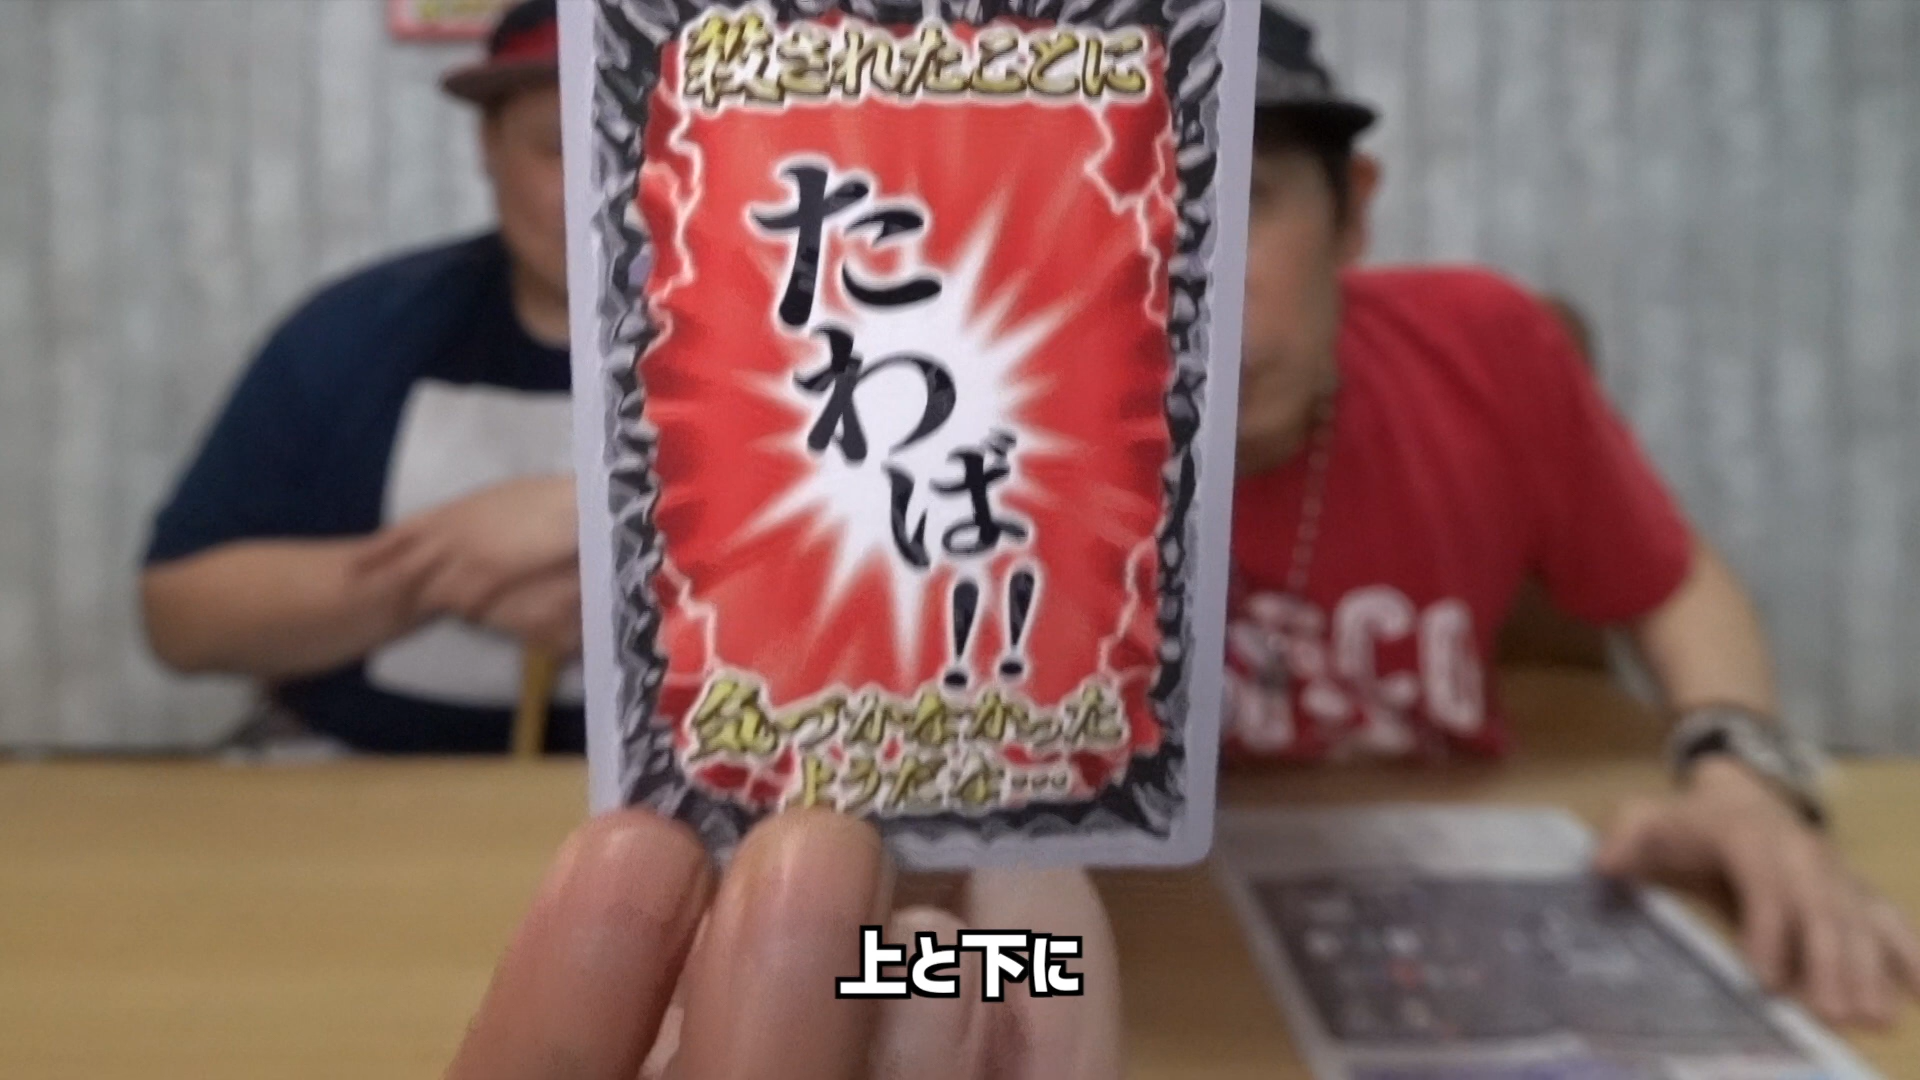 殺されたことに
たわば!!
気づかなかった
ようだな…
上と下に